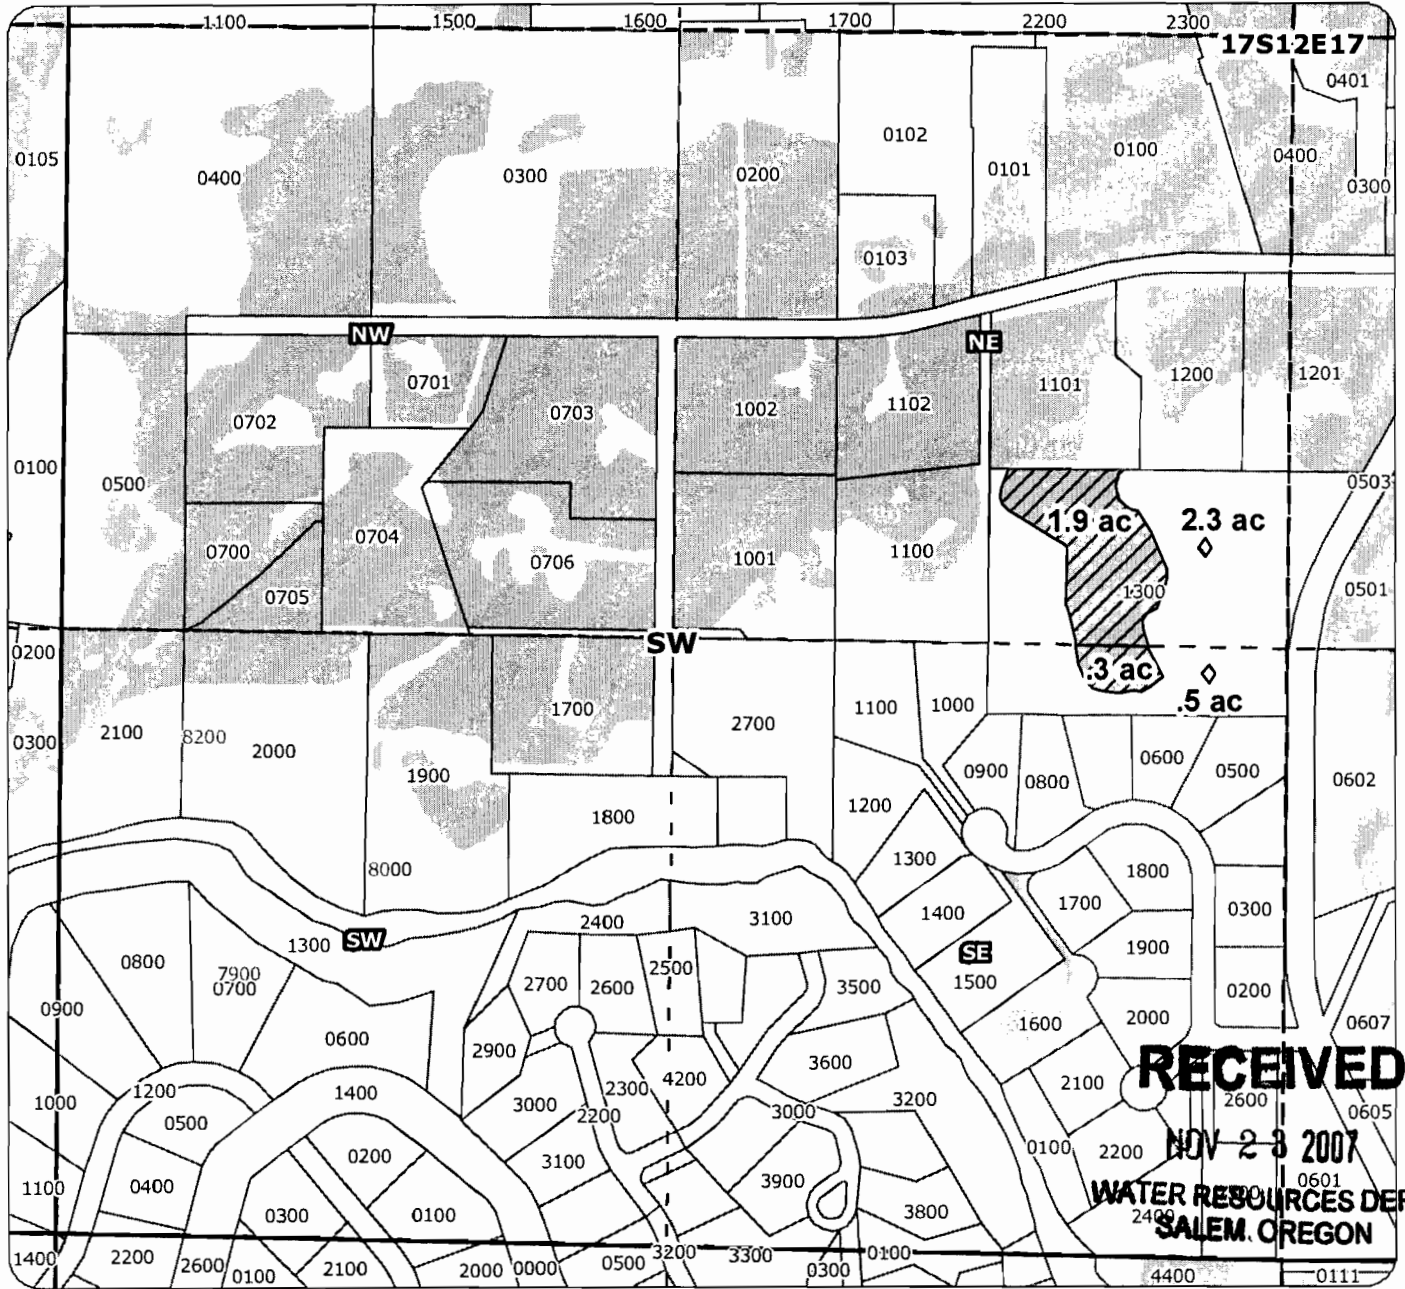 1100 1500 1600 1700 2200 2300
17S12E17
0401
0105 0400 0300 0200 0102 0101 0100 0400 0300
0103
NW NE
0701
0702 0703 1002 1102 1101 1200 1201
0100 0500 0503
1.9 ac 2.3 ac
0700 0704 0706 1001 1100
0705 1300 0501
0200 SW
.3 ac
.5 ac
2100 8200 2000 1700 2700 1100 1000
0300
1900 0900 0800 0600 0500 0602
1800 1200
8000 1300 1800
1400 1700 0300
2400 3100
1300 SW 1900
SE
0800 7900
0700 2700 2600 2500 3500 1500 0200
0900 1600 2000 0607
0600 2900 3600
RECEIVED
4200 2100
1000 1200 1400 2300 3200 2600 0605
0500 3000 2200 3000
NOV 2 3 2007
0200 3100 0100 2200
1100 0400 3900 0601
WATER RESOURCES DEP
0300 0100 3800 2400
SALEM, OREGON
1400 2200 2600 0100 2100 2000 0000 0500 3200 3300 0300 0100
4400 0111